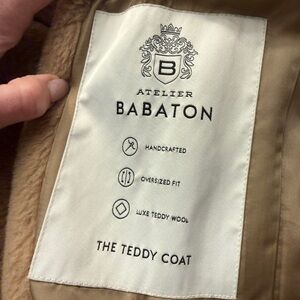 B
ATELIER
BABATON
HANDCRAFTED
OVERSIZED FIT
LUXE TEDDY WOOL
THE TEDDY COAT